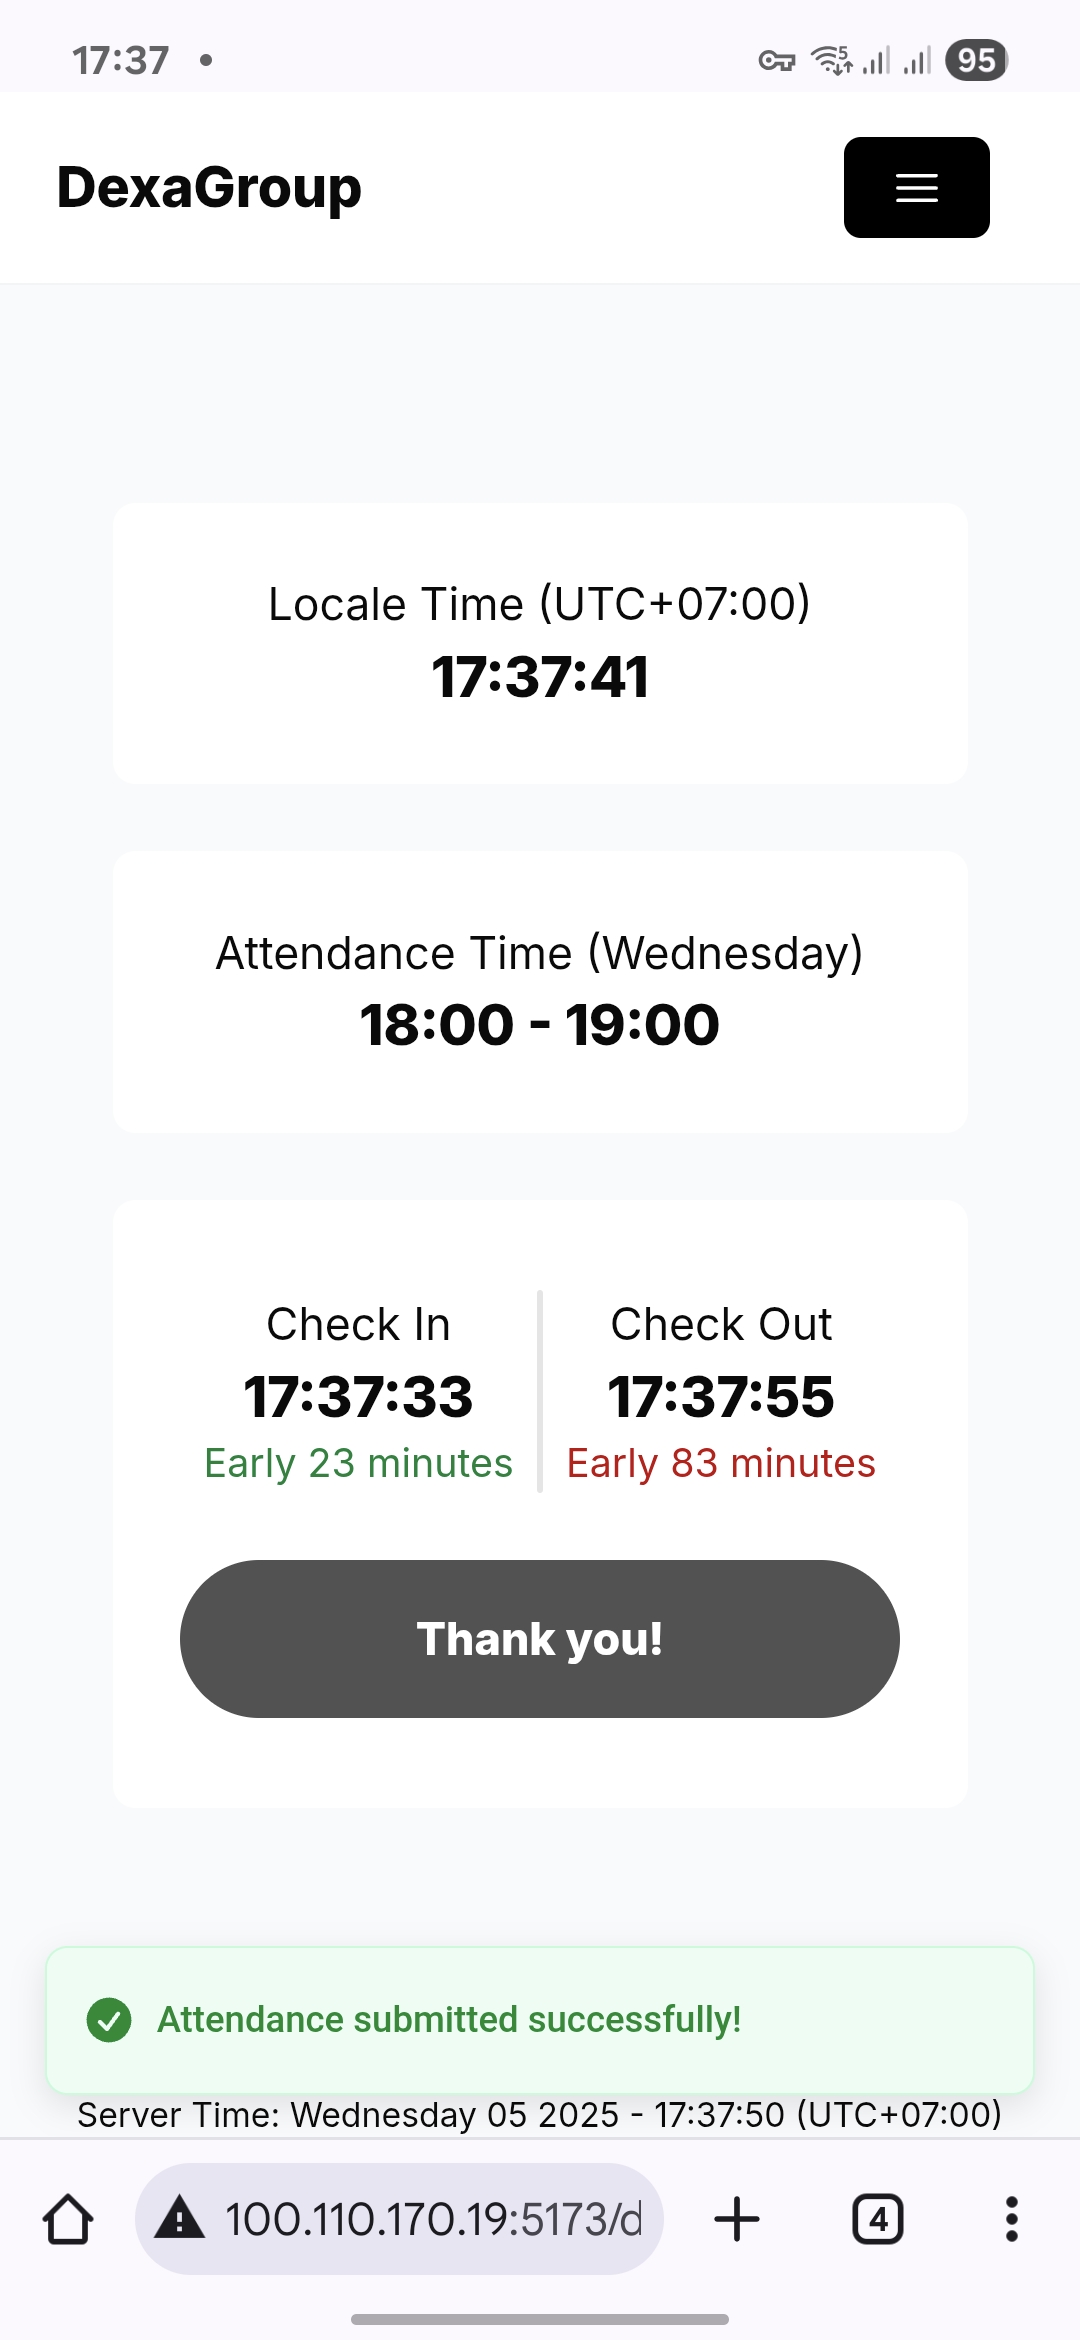 17:37
5
95
DexaGroup
Locale Time (UTC+07:00)
17:37:41
Attendance Time (Wednesday)
18:00 - 19:00
Check In
17:37:33
Early 23 minutes
Check Out
17:37:55
Early 83 minutes
Thank you!
Attendance submitted successfully!
Server Time: Wednesday 05 2025 - 17:37:50 (UTC+07:00)
100.110.170.19:5173/d
4